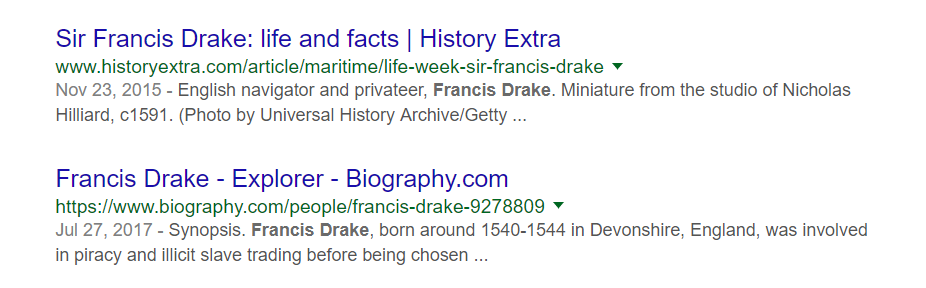 Sir Francis Drake: life and facts | History Extra
www.historyextra.com/article/maritime/life-week-sir-francis-drake
Nov 23, 2015 - English navigator and privateer, Francis Drake. Miniature from the studio of Nicholas
Hilliard, c1591. (Photo by Universal History Archive/Getty ...
Francis Drake - Explorer - Biography.com
https://www.biography.com/people/francis-drake-9278809
Jul 27, 2017 - Synopsis. Francis Drake, born around 1540-1544 in Devonshire, England, was involved
in piracy and illicit slave trading before being chosen ...